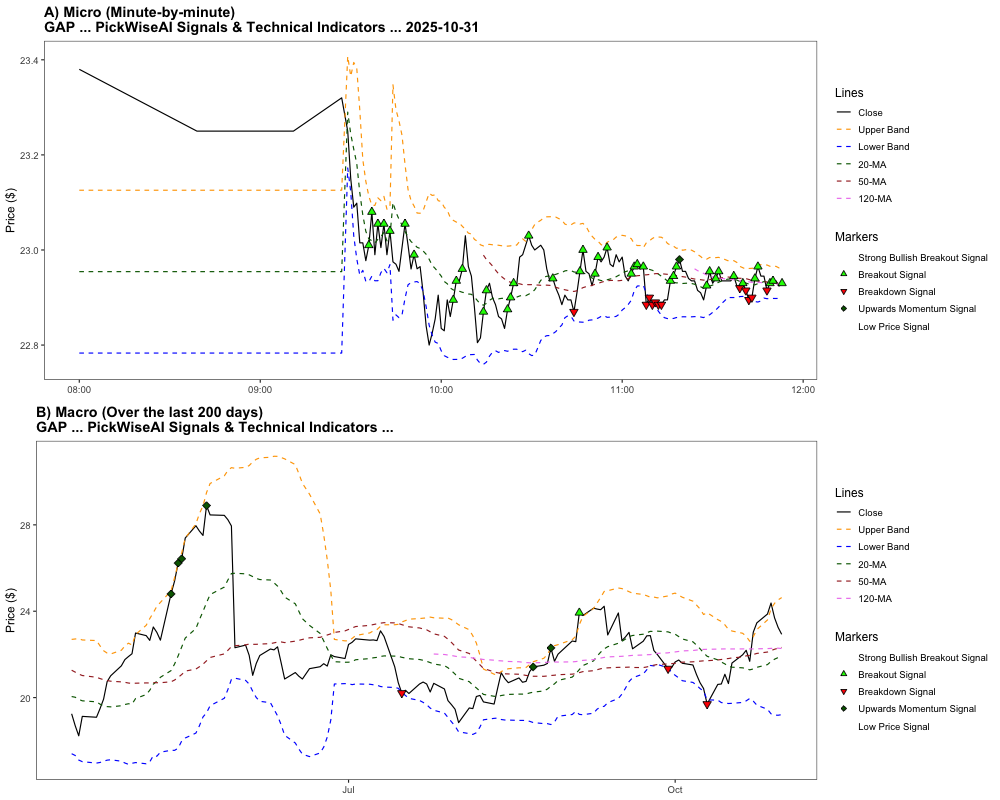 A) Micro (Minute-by-minute)
GAP ... PickWiseAI Signals & Technical Indicators ... 2025-10-31
Price ($)
23.4
23.2
23.0
22.8
08:00
09:00
10:00
11:00
12:00
Lines
Close
Upper Band
Lower Band
20-MA
50-MA
120-MA
Markers
Strong Bullish Breakout Signal
Breakout Signal
Breakdown Signal
Upwards Momentum Signal
Low Price Signal
B) Macro (Over the last 200 days)
GAP ... PickWiseAI Signals & Technical Indicators ...
Price ($)
28
24
20
Jul
Oct
Lines
Close
Upper Band
Lower Band
20-MA
50-MA
120-MA
Markers
Strong Bullish Breakout Signal
Breakout Signal
Breakdown Signal
Upwards Momentum Signal
Low Price Signal